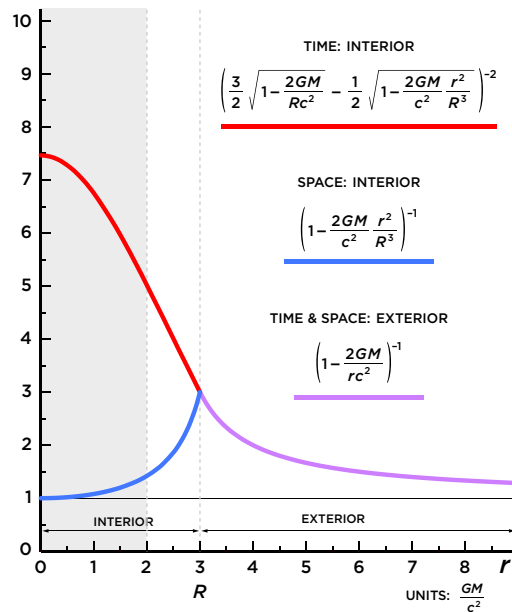 10
9
8
7
6
5
4
3
2
1
0
TIME: INTERIOR
(3/2 √(1−2GM/Rc²) − 1/2 √(1−2GM/c² r²/R³))⁻²
SPACE: INTERIOR
(1−2GM/c² r²/R³)⁻¹
TIME & SPACE: EXTERIOR
(1−2GM/rc²)⁻¹
INTERIOR
EXTERIOR
0 1 2 3 4 5 6 7 8 r
R
UNITS: GM/c²